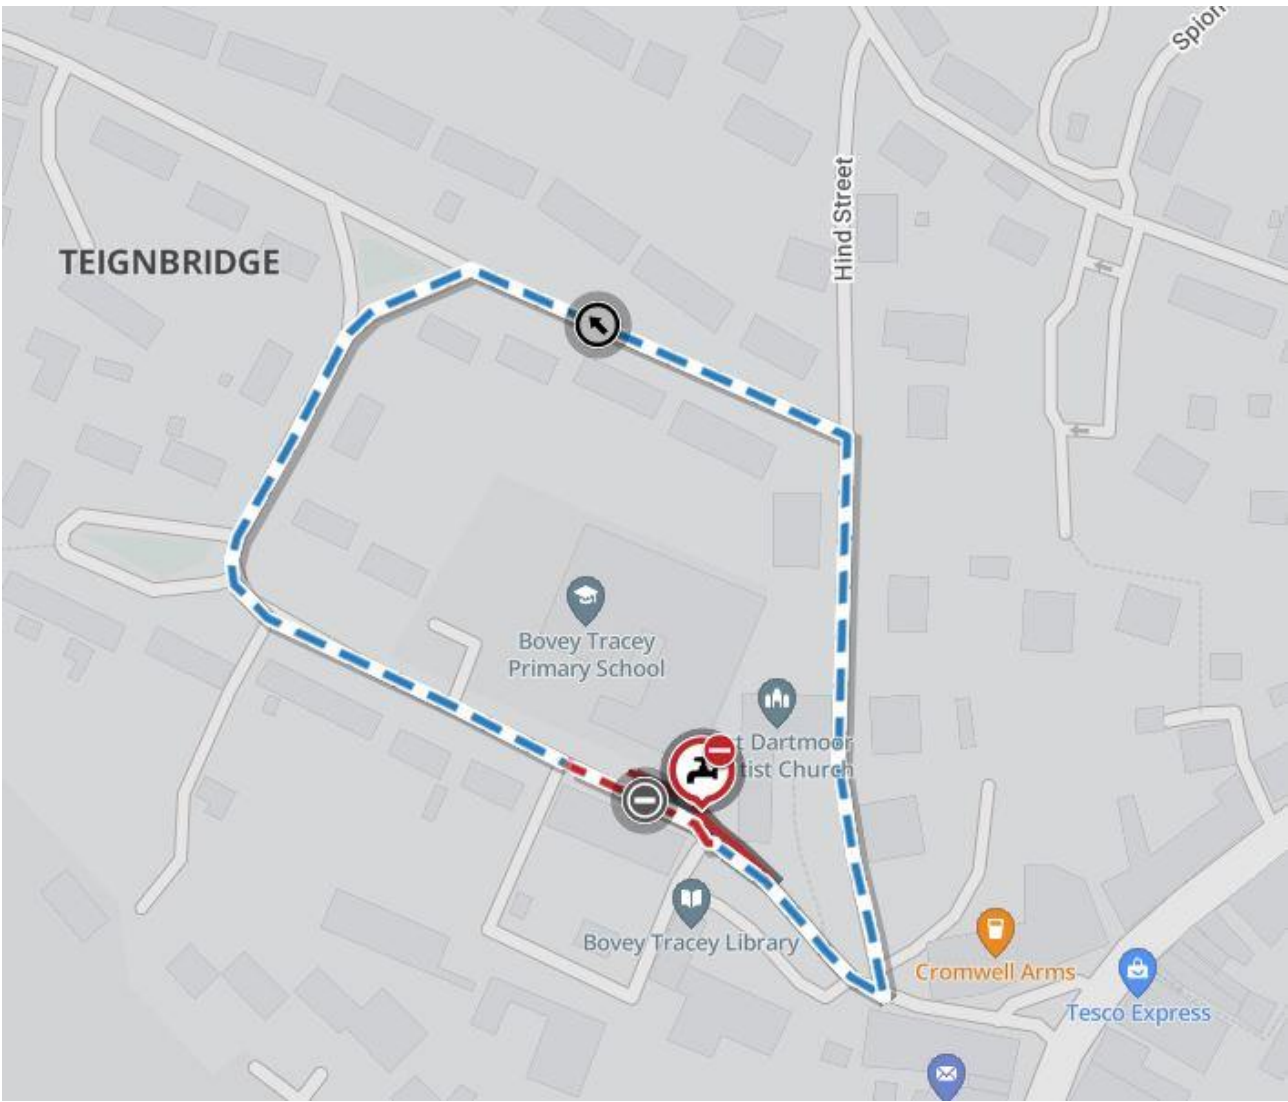 Spion
Hind Street
TEIGNBRIDGE
Bovey Tracey
Primary School
t Dartmoor
tist Church
Bovey Tracey Library
Cromwell Arms
Tesco Express